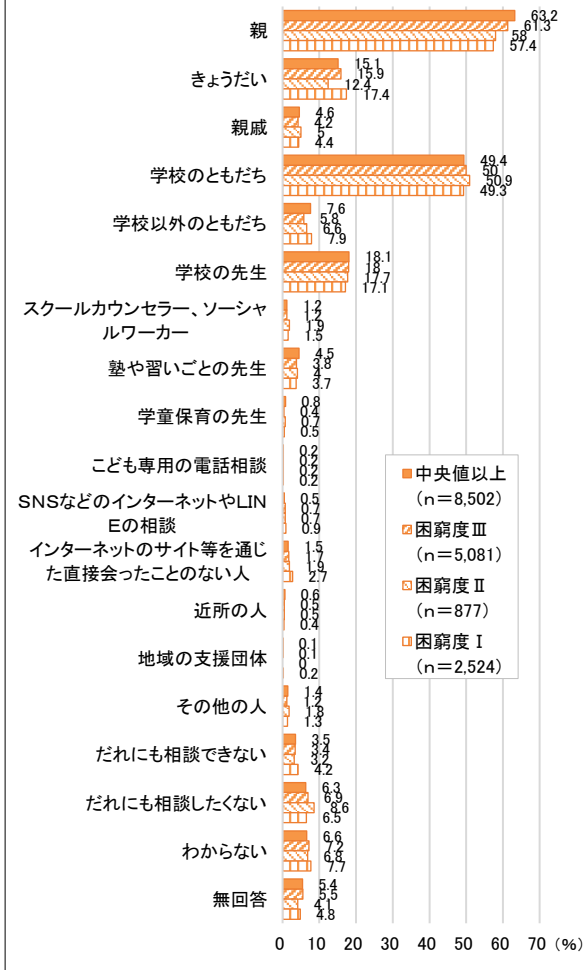 親
63.2
61.3
58
57.4
きょうだい
15.1
15.9
12.4
17.4
親戚
4.6
4.2
5
4.4
学校のともだち
49.4
50
50.9
49.3
学校以外のともだち
7.6
5.8
6.6
7.9
学校の先生
18.1
18
17.7
17.1
スクールカウンセラー、ソーシャ
ルワーカー
1.2
1.2
1.9
1.5
塾や習いごとの先生
4.5
3.8
4
3.7
学童保育の先生
0.8
0.4
0.7
0.5
こども専用の電話相談
0.2
0.2
0.2
0.2
SNSなどのインターネットやLIN
Eの相談
0.5
0.7
0.7
0.9
インターネットのサイト等を通じ
た直接会ったことのない人
1.5
1.7
1.9
2.7
近所の人
0.6
0.5
0.5
0.4
地域の支援団体
0.1
0.1
0
0.2
その他の人
1.4
1.2
1.8
1.3
だれにも相談できない
3.5
3.4
3.2
4.2
だれにも相談したくない
6.3
6.9
8.6
6.5
わからない
6.6
7.2
6.8
7.7
無回答
5.4
5.5
4.1
4.8
中央値以上
(n=8,502)
困窮度Ⅲ
(n=5,081)
困窮度Ⅱ
(n=877)
困窮度Ⅰ
(n=2,524)
0 10 20 30 40 50 60 70 (%)